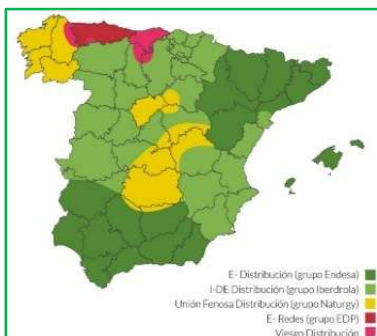 E- Distribución (grupo Endesa)
I-DE Distribución (grupo Iberdrola)
Unión Fenosa Distribución (grupo Naturgy)
E- Redes (grupo EDP)
Viesgo Distribución